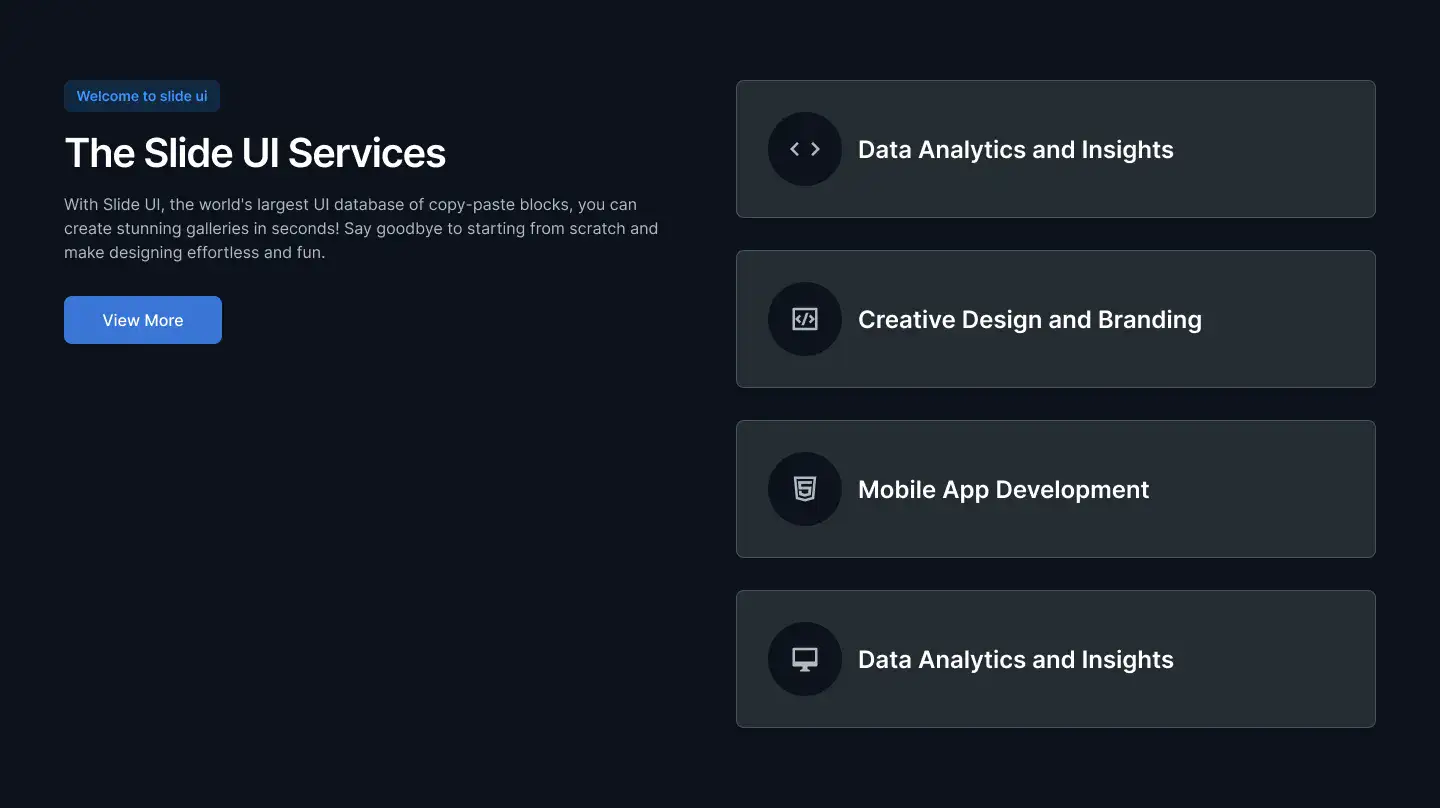 Welcome to slide ui
The Slide UI Services
With Slide UI, the world's largest UI database of copy-paste blocks, you can
create stunning galleries in seconds! Say goodbye to starting from scratch and
make designing effortless and fun.
View More
Data Analytics and Insights
Creative Design and Branding
Mobile App Development
Data Analytics and Insights